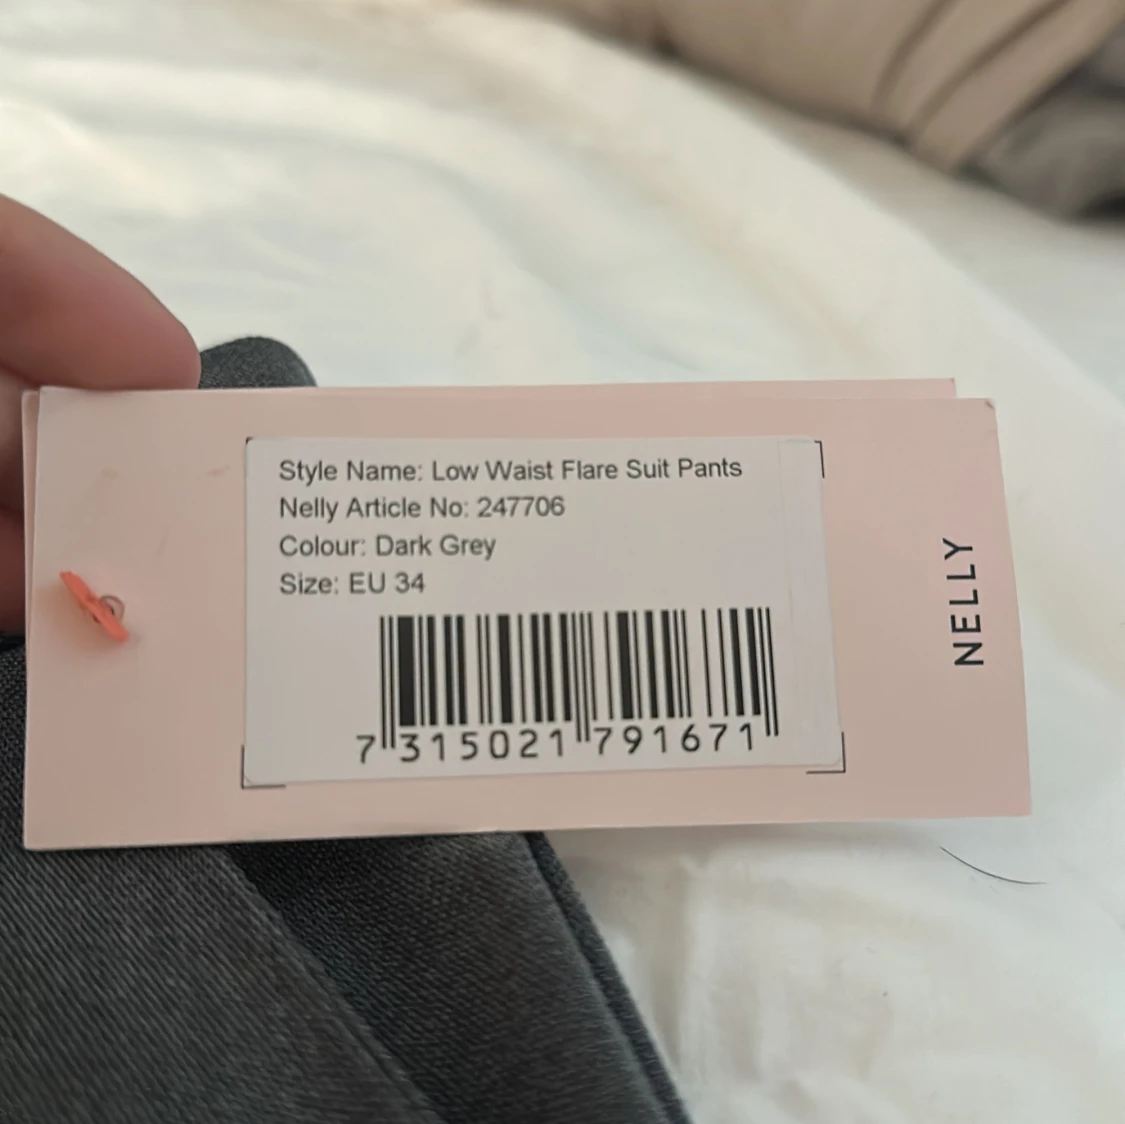 Style Name: Low Waist Flare Suit Pants
Nelly Article No: 247706
Colour: Dark Grey
Size: EU 34
7 315021 791671
NELLY